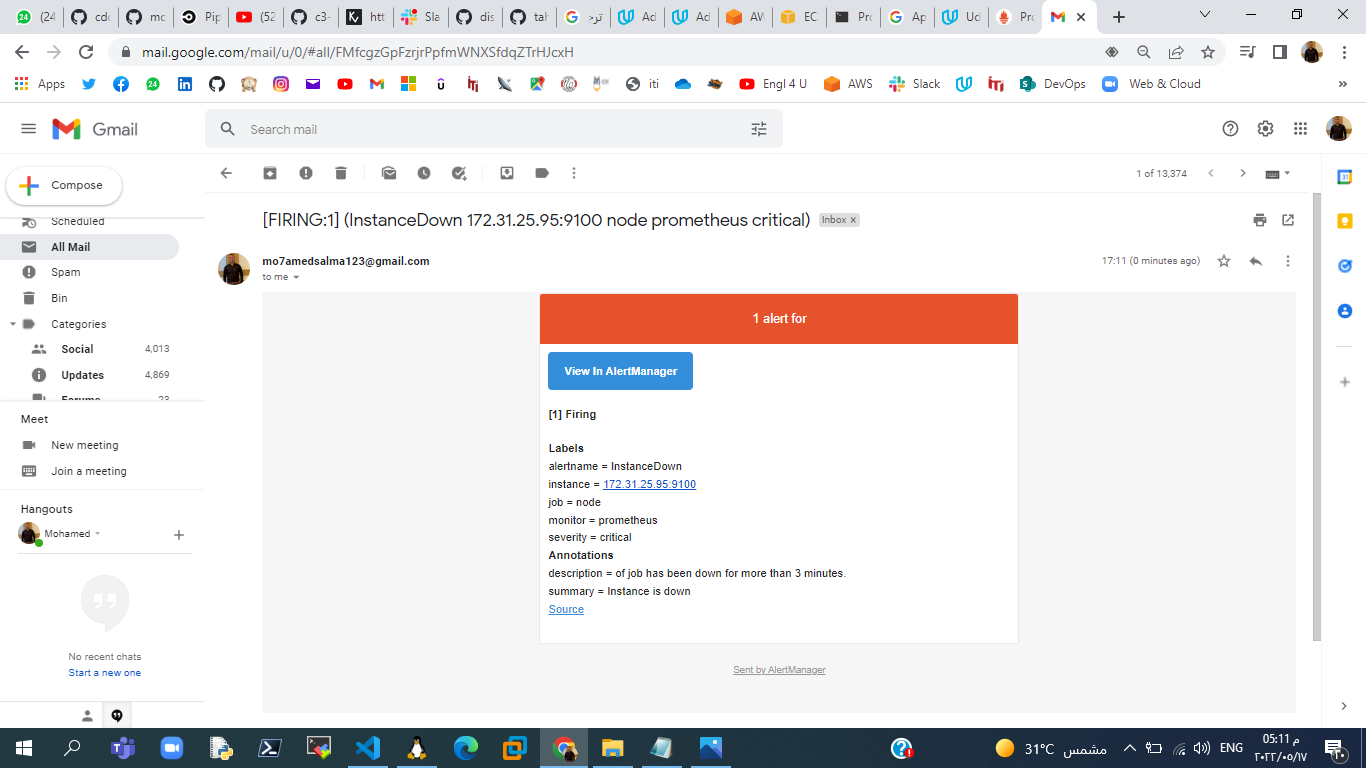 (24
cdc
mc
Pip
(52
c3-
htt
Sla
dis
tak
ترج
Ad
Ad
AW
EC
Pro
Ap
Ud
Pro
mail.google.com/mail/u/0/#all/FMfcgzGpFzrjrPpfmWNXSfdqZTrHJcxH
Apps
24
iti
Engl 4 U
AWS
Slack
DevOps
Web & Cloud
»
Gmail
Search mail
Compose
1 of 13,374
Scheduled
All Mail
Spam
Bin
Categories
Social 4,013
Updates 4,869
Forums 23
Meet
New meeting
Join a meeting
Hangouts
Mohamed
No recent chats
Start a new one
[FIRING:1] (InstanceDown 172.31.25.95:9100 node prometheus critical)
Inbox x
mo7amedsalma123@gmail.com
17:11 (0 minutes ago)
to me
1 alert for
View In AlertManager
[1] Firing
Labels
alertname = InstanceDown
instance = 172.31.25.95:9100
job = node
monitor = prometheus
severity = critical
Annotations
description = of job has been down for more than 3 minutes.
summary = Instance is down
Source
Sent by AlertManager
31°C مشمس
ENG
05:11 م
٢٠٢٢/٠٥/١٧